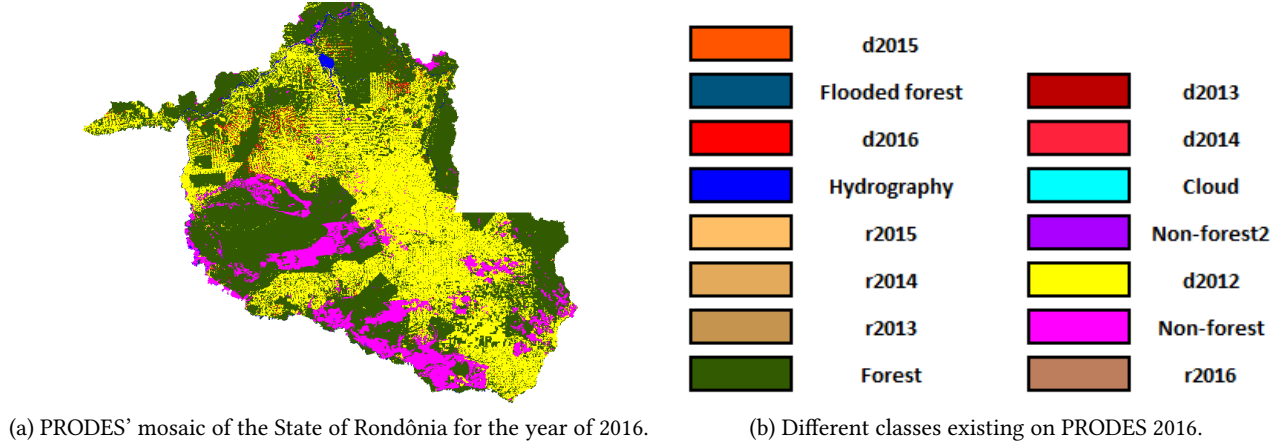 d2015
Flooded forest
d2016
Hydrography
r2015
r2014
r2013
Forest
d2013
d2014
Cloud
Non-forest2
d2012
Non-forest
r2016
(a) PRODES’ mosaic of the State of Rondônia for the year of 2016.
(b) Different classes existing on PRODES 2016.